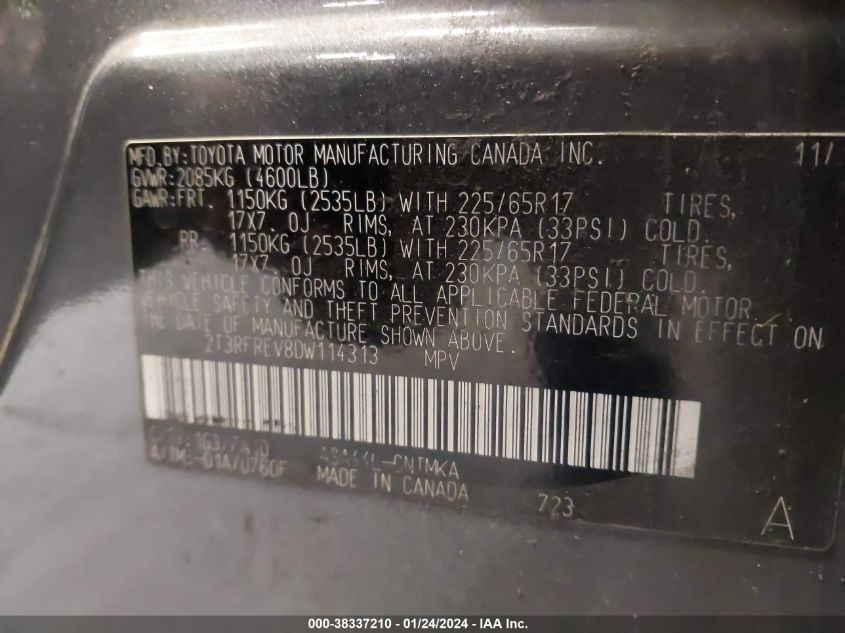 MFD.BY:TOYOTA MOTOR MANUFACTURING CANADA INC. 11/
GVWR:2085KG (4600LB)
GAWR:FRT. 1150KG (2535LB) WITH 225/65R17 TIRES,
17X7.0J RIMS, AT 230KPA (33PSI) COLD.
RR. 1150KG (2535LB) WITH 225/65R17 TIRES,
17X7.0J RIMS, AT 230KPA (33PSI) COLD.
THIS VEHICLE CONFORMS TO ALL APPLICABLE FEDERAL MOTOR
VEHICLE SAFETY AND THEFT PREVENTION STANDARDS IN EFFECT ON
THE DATE OF MANUFACTURE SHOWN ABOVE.
2T3RFREV8DW114313 MPV
A/TM:-01A/U760F
MADE IN CANADA 723 A
000-38337210 - 01/24/2024 - IAA Inc.